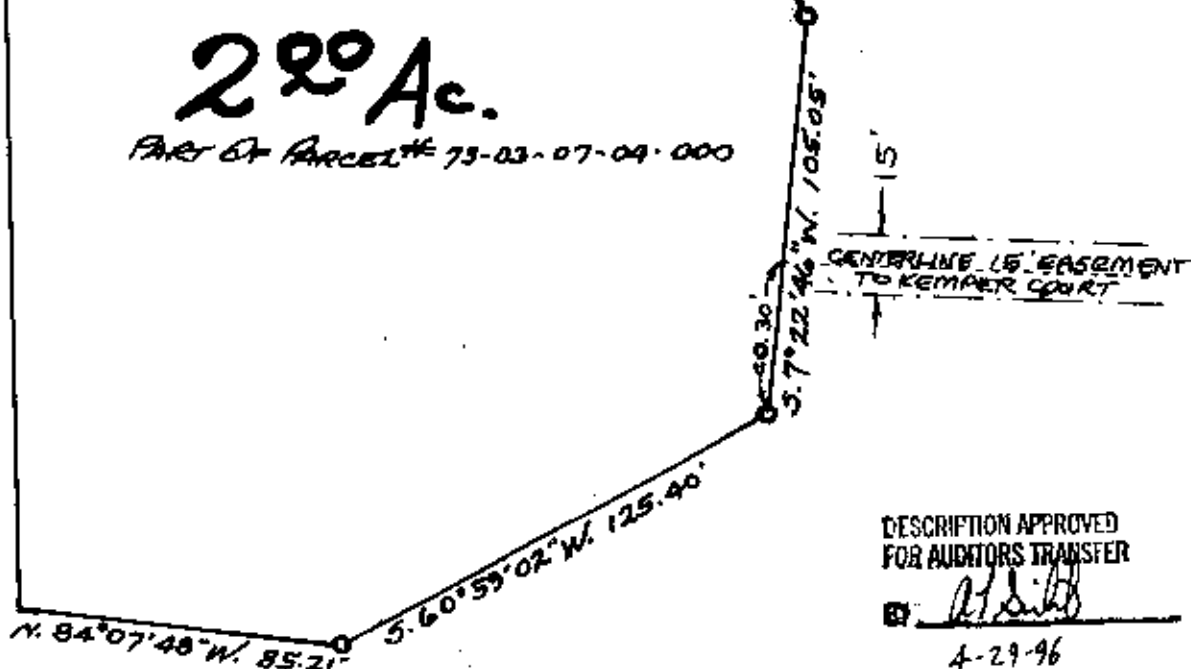 2.20 Ac.
PART OF PARCEL # 73-03-07-04-000
S. 7°22'46" W. 105.05'
15'
CENTERLINE 15' EASEMENT
TO KEMPER COURT
40.30'
S. 60°59'02" W. 125.40'
N. 84°07'48" W. 85.21'
DESCRIPTION APPROVED
FOR AUDITORS TRANSFER
BY
4-29-96